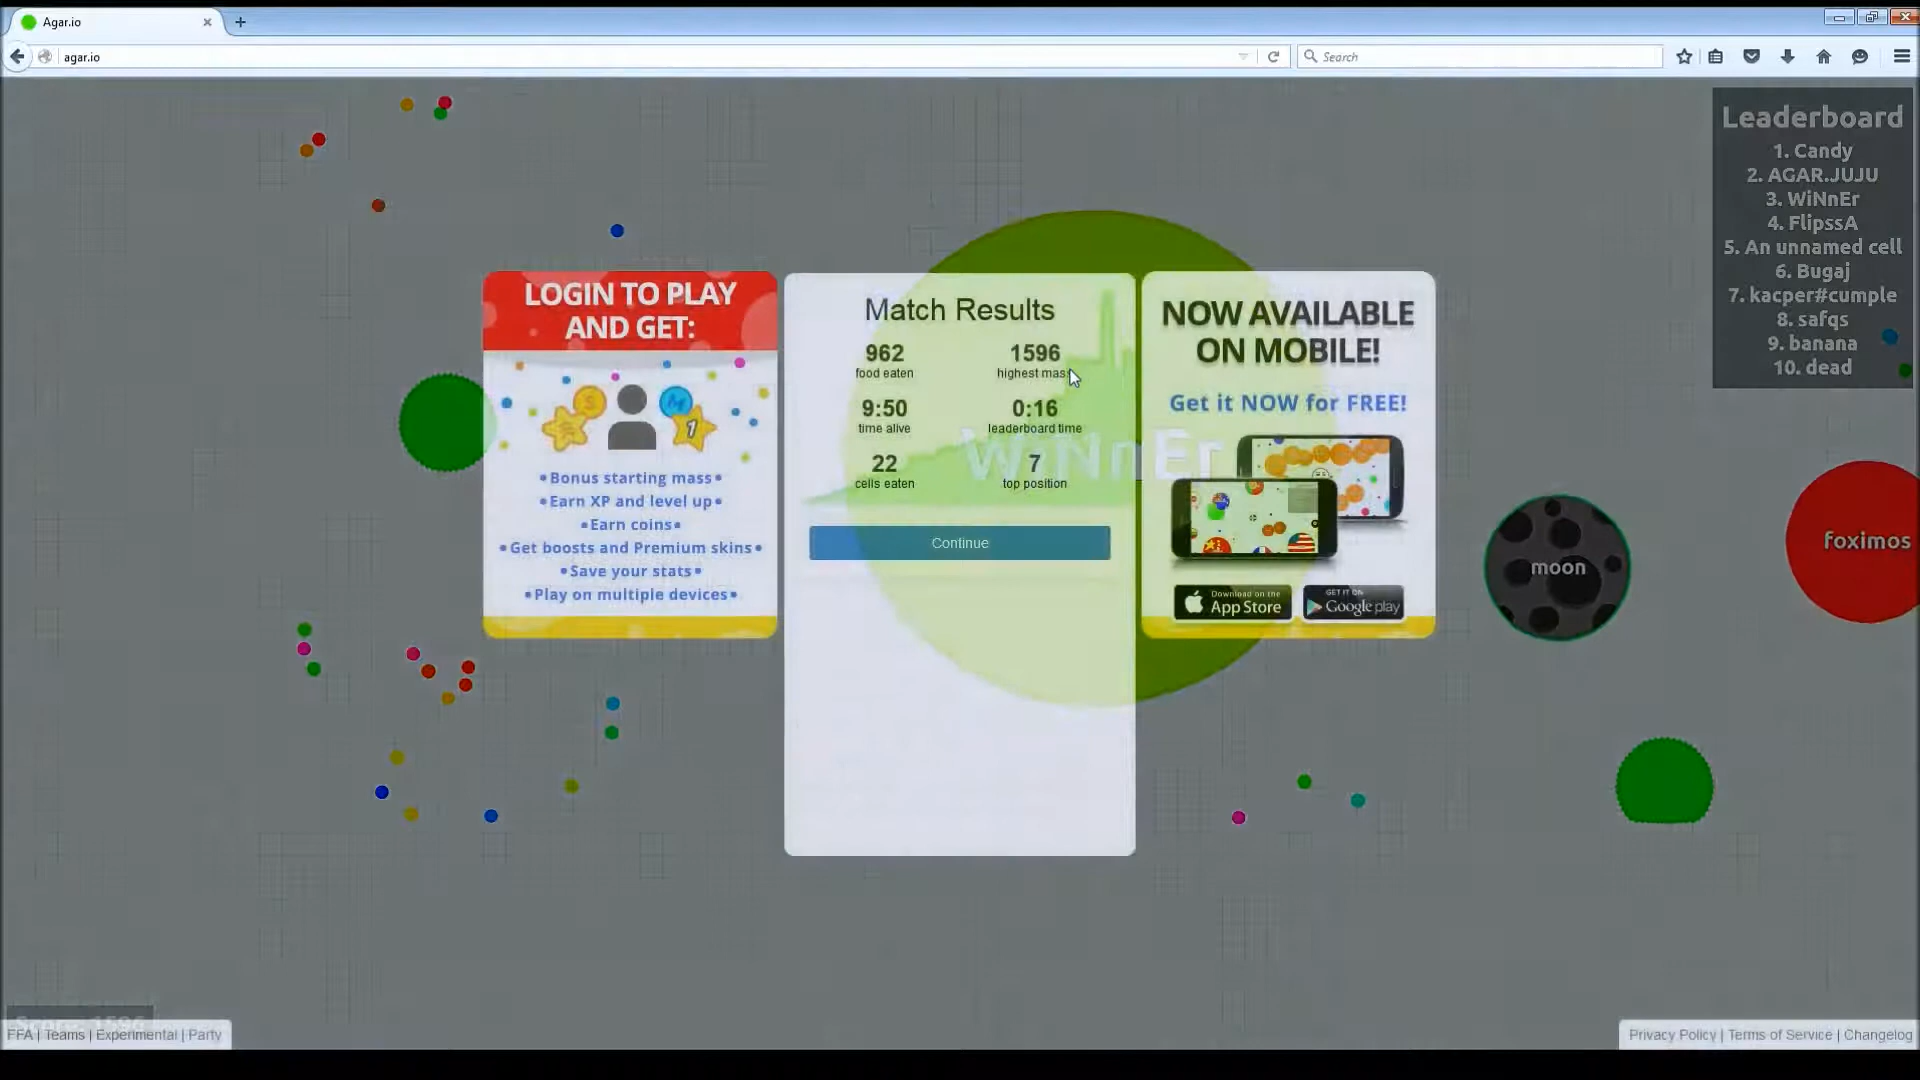 Agar.io
agar.io
Search
Leaderboard
1. Candy
2. AGAR.JUJU
3. WiNnEr
4. FlipssA
5. An unnamed cell
6. Bugaj
7. kacper#cumple
8. safqs
9. banana
10. dead
LOGIN TO PLAY
AND GET:
1
•Bonus starting mass•
•Earn XP and level up•
•Earn coins•
•Get boosts and Premium skins•
•Save your stats•
•Play on multiple devices•
Match Results
962
food eaten
1596
highest mass
9:50
time alive
0:16
leaderboard time
22
cells eaten
7
top position
WiNnEr
Continue
NOW AVAILABLE
ON MOBILE!
Get it NOW for FREE!
Download on the
App Store
GET IT ON
Google play
moon
foximos
Score: 1596
FFA | Teams | Experimental | Party
Privacy Policy | Terms of Service | Changelog